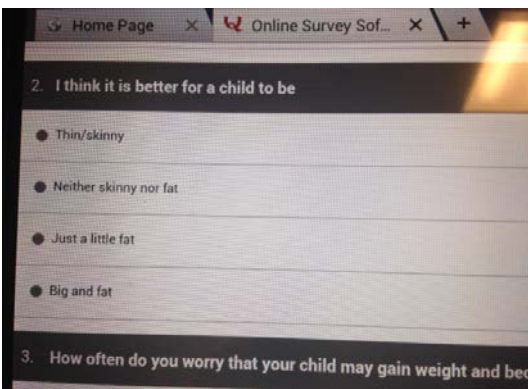 Home Page
Online Survey Sof...
2. I think it is better for a child to be
Thin/skinny
Neither skinny nor fat
Just a little fat
Big and fat
3. How often do you worry that your child may gain weight and bec